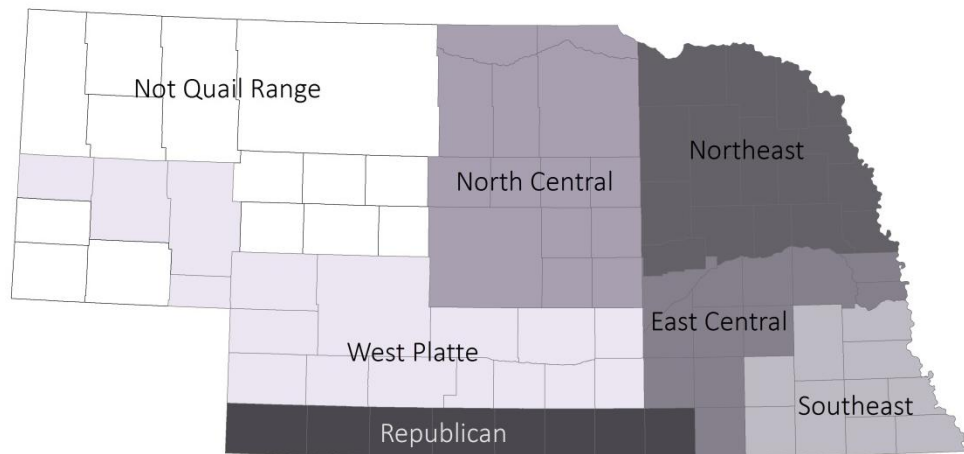 Not Quail Range
Northeast
North Central
East Central
West Platte
Southeast
Republican